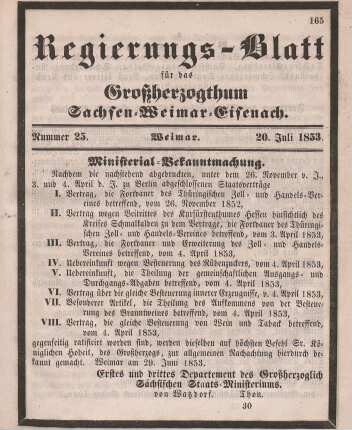 165
Regierungs-Blatt
für das
Großherzogthum
Sachsen-Weimar-Eisenach.
Nummer 25. Weimar. 20. Juli 1853.
Ministerial-Bekanntmachung.
Nachdem die nachstehend abgedruckten, unter dem 26. November v. J.,
3. und 4. April d. J. zu Berlin abgeschlossenen Staatsverträge
I. Vertrag, die Fortdauer des Thüringischen Zoll- und Handels-Ver-
eines betreffend, vom 26. November 1852,
II. Vertrag wegen Beitrittes des Kurfürstenthumes Hessen hinsichtlich des
Kreises Schmalkalden zu dem Vertrage, die Fortdauer des Thüringi-
schen Zoll- und Handels-Vereines betreffend, vom 3. April 1853,
III. Vertrag, die Fortdauer und Erweiterung des Zoll- und Handels-
Vereines betreffend, vom 4. April 1853,
IV. Uebereinkunft wegen Besteuerung des Rübenzuckers, vom 4. April 1853,
V. Uebereinkunft, die Theilung der gemeinschaftlichen Ausgangs- und
Durchgangs-Abgaben betreffend, vom 4. April 1853,
VI. Vertrag über die gleiche Besteuerung innerer Erzeugnisse, v. 4. April 1853,
VII. Besonderer Artikel, die Theilung des Aufkommens von der Besteue-
rung des Branntweines betreffend, vom 4. April 1853,
VIII. Vertrag, die gleiche Besteuerung von Wein und Taback betreffend,
vom 4. April 1853,
gegenseitig ratificirt worden sind, werden dieselben auf höchsten Befehl Sr. Kö-
niglichen Hoheit, des Großherzogs, zur allgemeinen Nachachtung hierdurch be-
kannt gemacht. Weimar am 29. Juni 1853.
Erstes und drittes Departement des Großherzoglich
Sächsischen Staats-Ministeriums.
von Watzdorf. Thon.
30